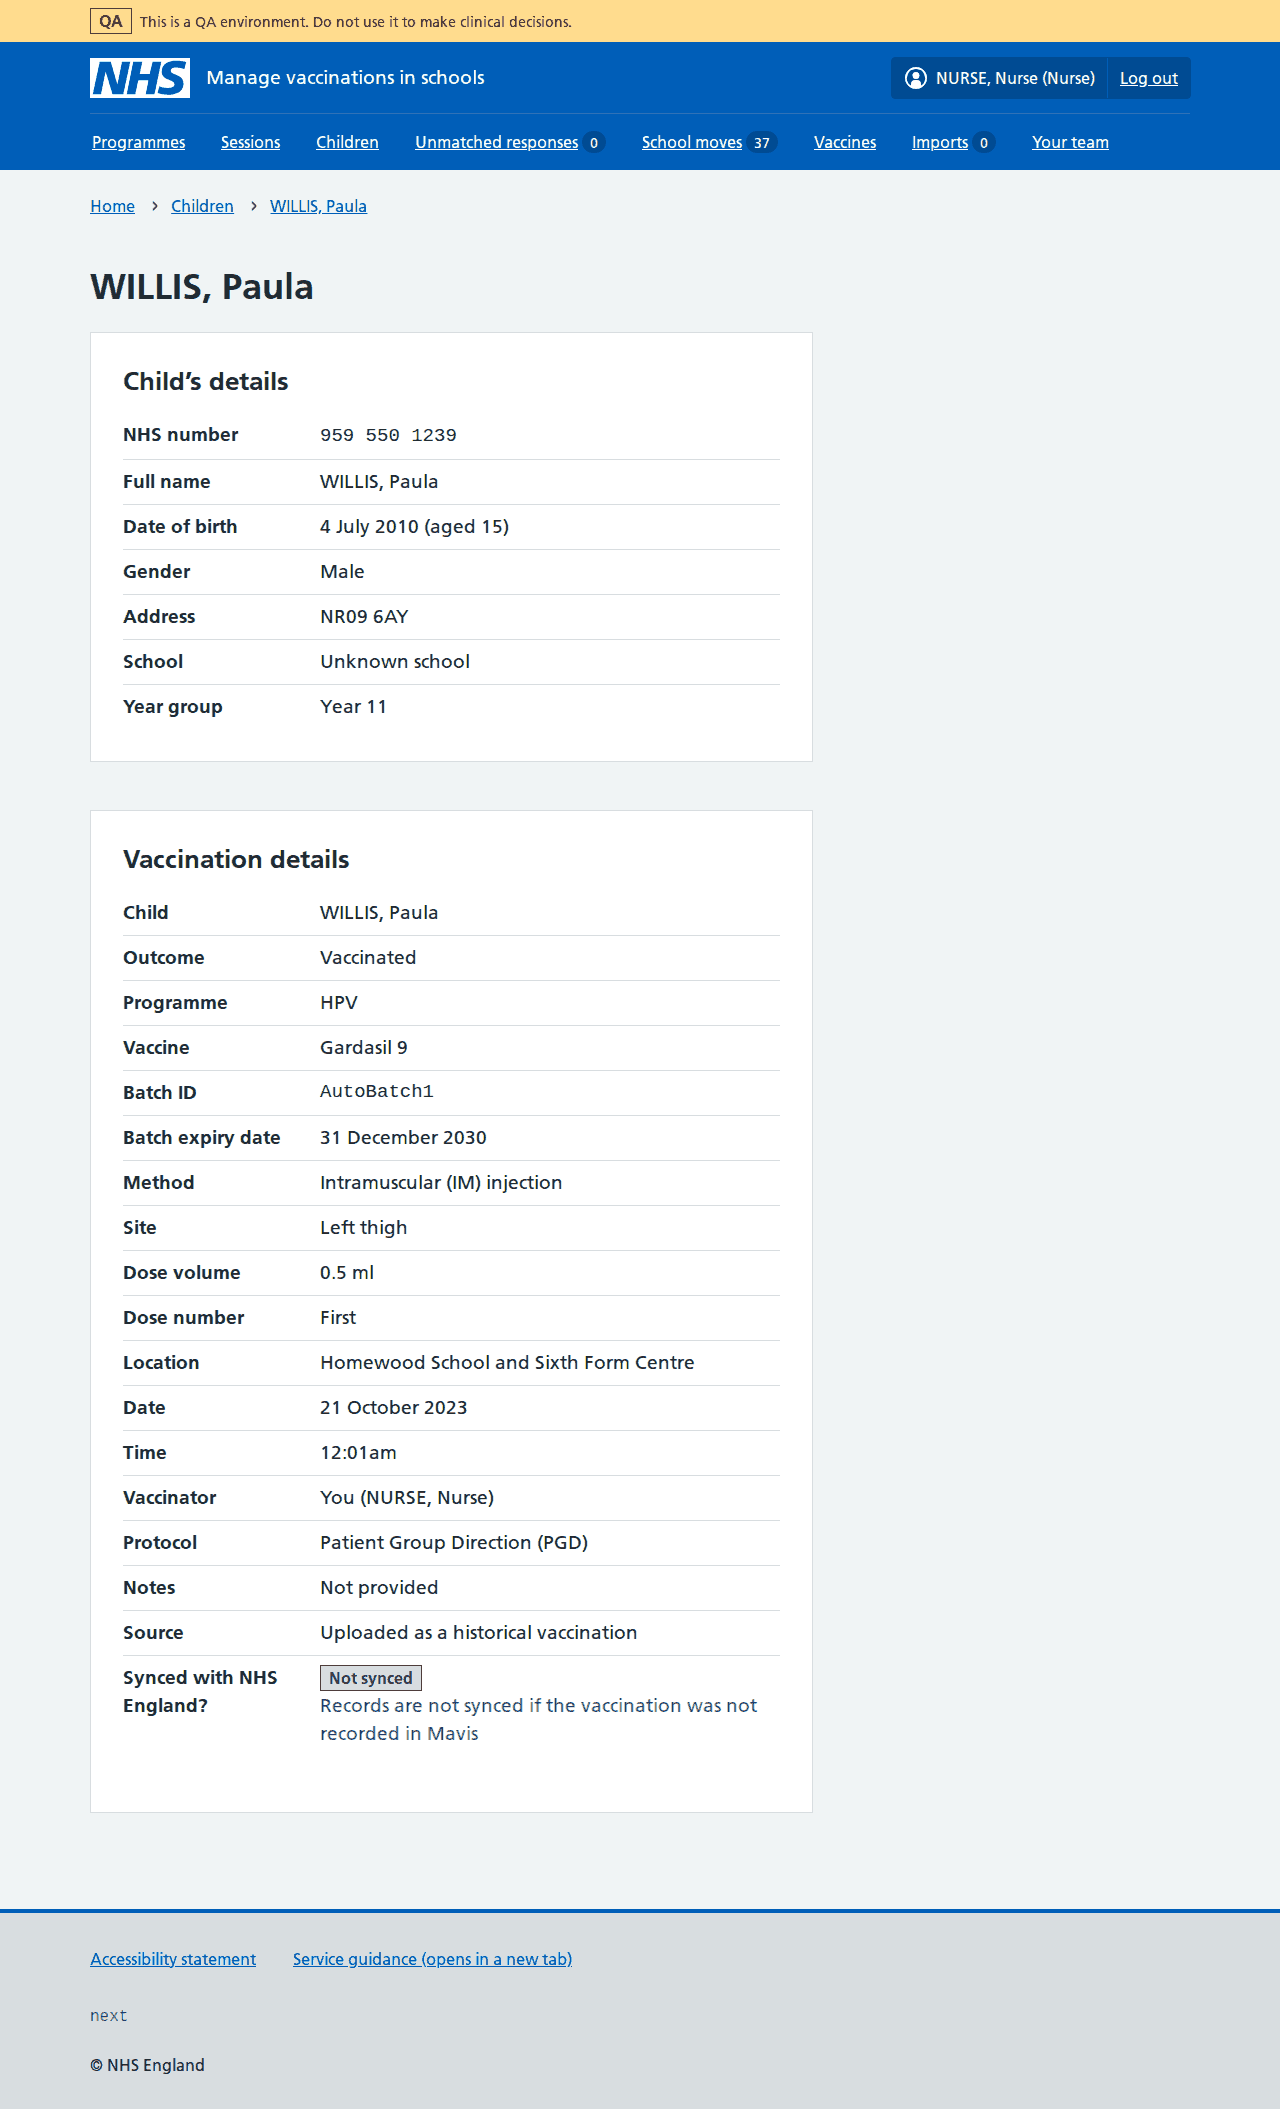 QA This is a QA environment. Do not use it to make clinical decisions.
NHS Manage vaccinations in schools NURSE, Nurse (Nurse) Log out
Programmes Sessions Children Unmatched responses 0 School moves 37 Vaccines Imports 0 Your team
Home › Children › WILLIS, Paula
WILLIS, Paula
Child’s details
NHS number 959 550 1239
Full name WILLIS, Paula
Date of birth 4 July 2010 (aged 15)
Gender Male
Address NR09 6AY
School Unknown school
Year group Year 11
Vaccination details
Child WILLIS, Paula
Outcome Vaccinated
Programme HPV
Vaccine Gardasil 9
Batch ID AutoBatch1
Batch expiry date 31 December 2030
Method Intramuscular (IM) injection
Site Left thigh
Dose volume 0.5 ml
Dose number First
Location Homewood School and Sixth Form Centre
Date 21 October 2023
Time 12:01am
Vaccinator You (NURSE, Nurse)
Protocol Patient Group Direction (PGD)
Notes Not provided
Source Uploaded as a historical vaccination
Synced with NHS England? Not synced
Records are not synced if the vaccination was not
recorded in Mavis
Accessibility statement Service guidance (opens in a new tab)
next
© NHS England